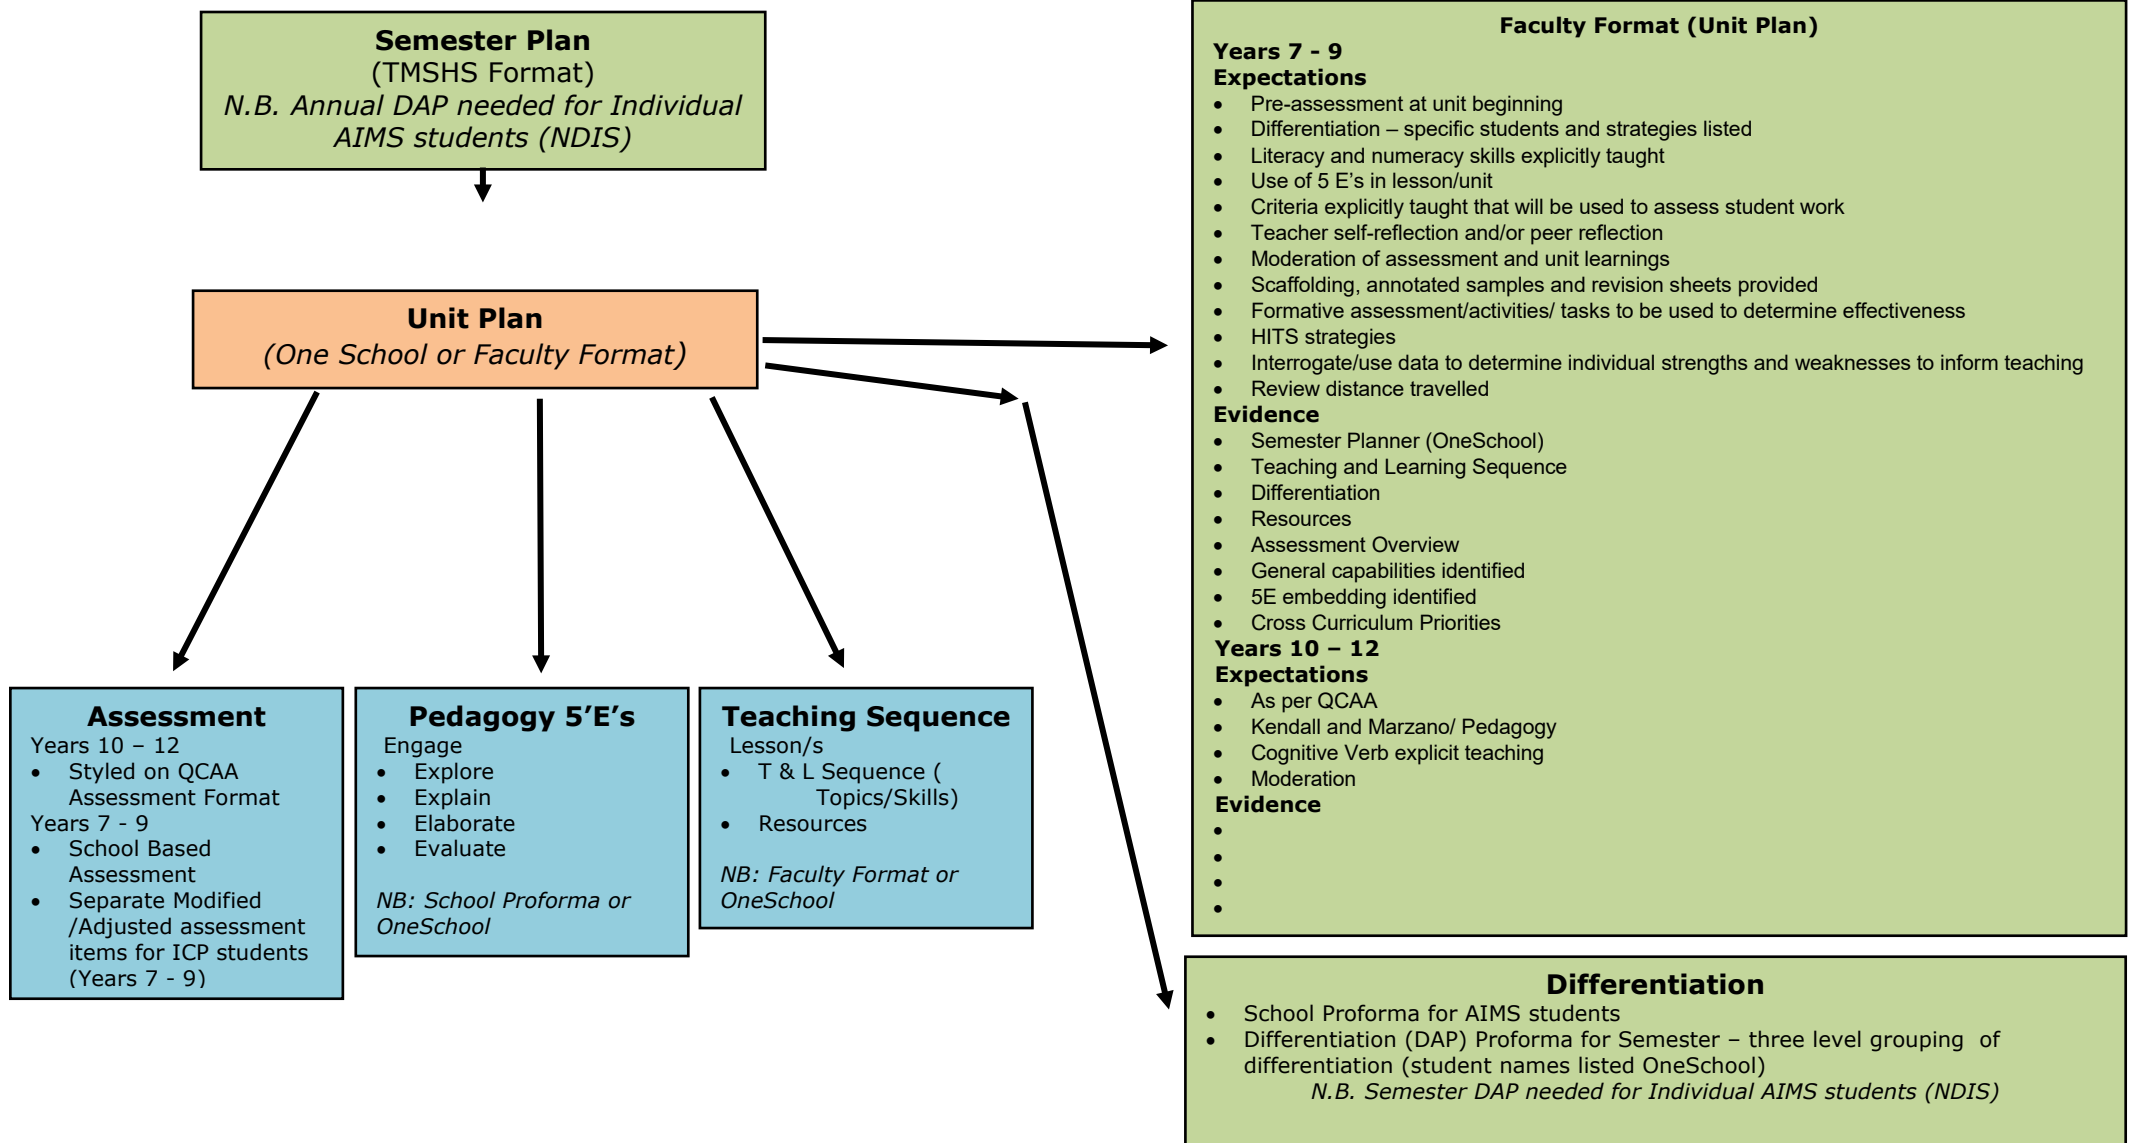 Semester Plan
(TMSHS Format)
N.B. Annual DAP needed for Individual
AIMS students (NDIS)
Unit Plan
(One School or Faculty Format)
Assessment
Years 10 – 12
• Styled on QCAA
Assessment Format
Years 7 - 9
• School Based
Assessment
• Separate Modified
/Adjusted assessment
items for ICP students
(Years 7 - 9)
Pedagogy 5’E’s
Engage
• Explore
• Explain
• Elaborate
• Evaluate
NB: School Proforma or
OneSchool
Teaching Sequence
Lesson/s
• T & L Sequence (
Topics/Skills)
• Resources
NB: Faculty Format or
OneSchool
Faculty Format (Unit Plan)
Years 7 - 9
Expectations
• Pre-assessment at unit beginning
• Differentiation – specific students and strategies listed
• Literacy and numeracy skills explicitly taught
• Use of 5 E’s in lesson/unit
• Criteria explicitly taught that will be used to assess student work
• Teacher self-reflection and/or peer reflection
• Moderation of assessment and unit learnings
• Scaffolding, annotated samples and revision sheets provided
• Formative assessment/activities/ tasks to be used to determine effectiveness
• HITS strategies
• Interrogate/use data to determine individual strengths and weaknesses to inform teaching
• Review distance travelled
Evidence
• Semester Planner (OneSchool)
• Teaching and Learning Sequence
• Differentiation
• Resources
• Assessment Overview
• General capabilities identified
• 5E embedding identified
• Cross Curriculum Priorities
Years 10 – 12
Expectations
• As per QCAA
• Kendall and Marzano/ Pedagogy
• Cognitive Verb explicit teaching
• Moderation
Evidence
•
•
•
•
Differentiation
• School Proforma for AIMS students
• Differentiation (DAP) Proforma for Semester – three level grouping of
differentiation (student names listed OneSchool)
N.B. Semester DAP needed for Individual AIMS students (NDIS)